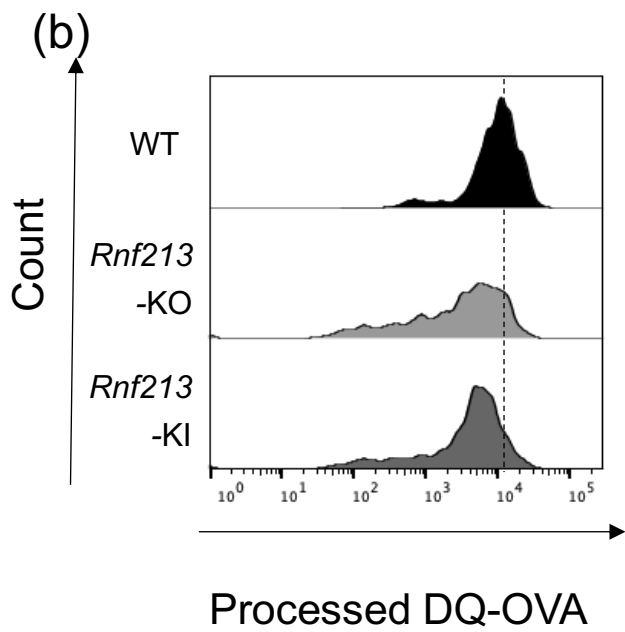 (b)
WT
Rnf213
-KO
Rnf213
-KI
Count
10^0 10^1 10^2 10^3 10^4 10^5
Processed DQ-OVA